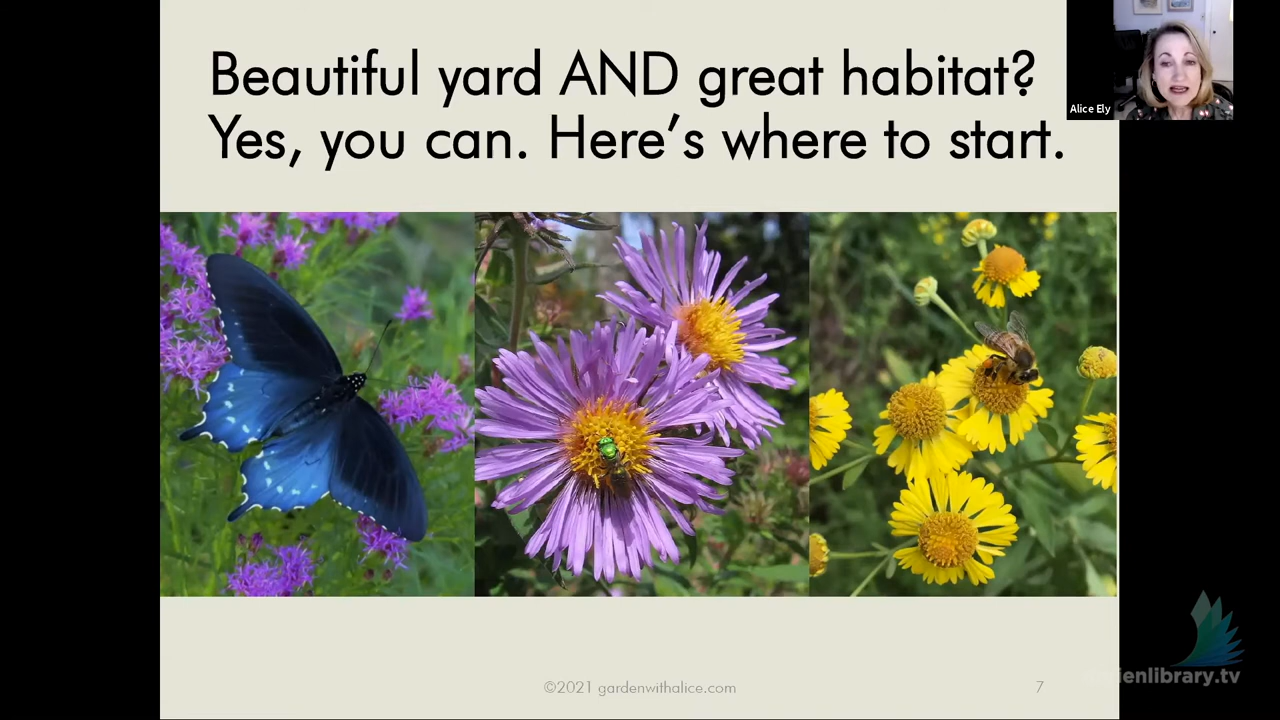 Beautiful yard AND great habitat?
Yes, you can. Here's where to start.
Alice Ely
©2021 gardenwithalice.com
7